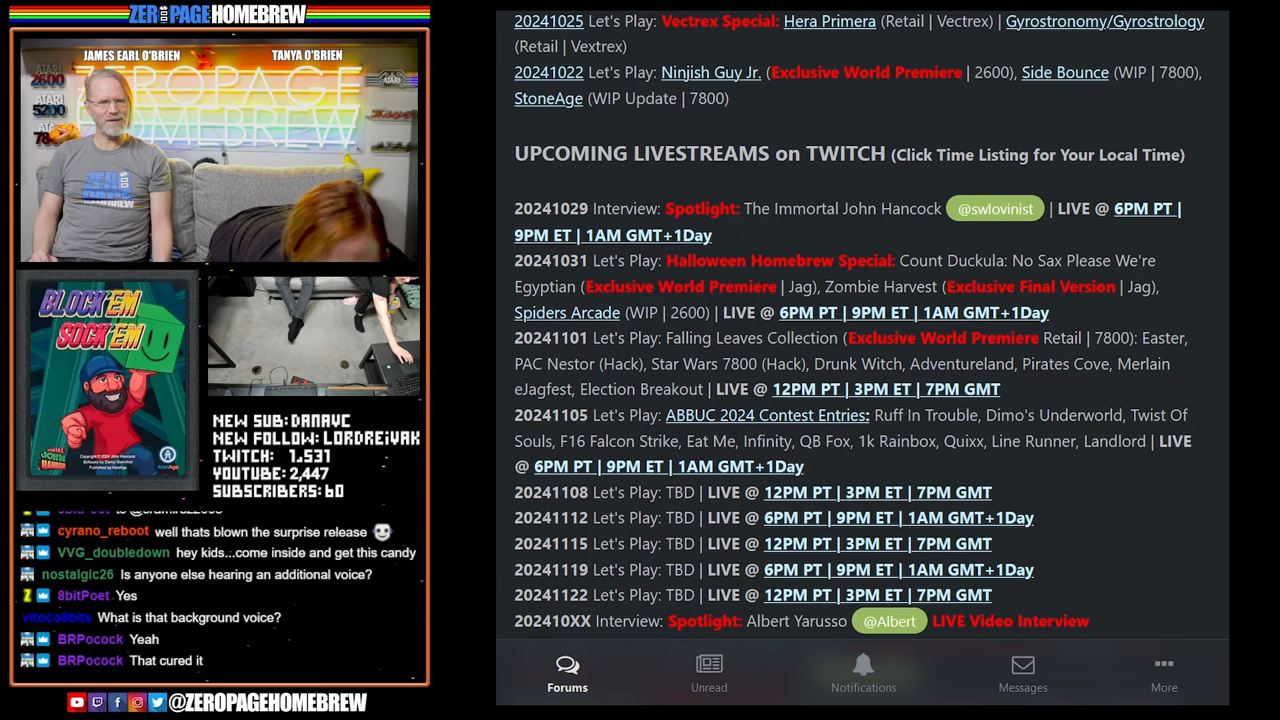 ZEROPAGEHOMEBREW
JAMES EARL O'BRIEN
TANYA O'BRIEN
ATARI
2600
ATARI
5200
ATARI
ZEROPAGE
HOMEBREW
BLOCK'EM
SOCK'EM
NEW SUB: DANAYC
NEW FOLLOW: LORDREIVAX
TWITCH: 1,531
YOUTUBE: 2,447
SUBSCRIBERS: 60
cyrano_reboot well thats blown the surprise release
VVG_doubledown hey kids...come inside and get this candy
nostalgic26 Is anyone else hearing an additional voice?
8bitPoet Yes
vitoco8bits What is that background voice?
BRPocock Yeah
BRPocock That cured it
@ZEROPAGEHOMEBREW
20241025 Let's Play: Vectrex Special: Hera Primera (Retail | Vectrex) | Gyrostronomy/Gyrostrology
(Retail | Vextrex)
20241022 Let's Play: Ninjish Guy Jr. (Exclusive World Premiere | 2600), Side Bounce (WIP | 7800),
StoneAge (WIP Update | 7800)
UPCOMING LIVESTREAMS on TWITCH (Click Time Listing for Your Local Time)
20241029 Interview: Spotlight: The Immortal John Hancock @swlovinist | LIVE @ 6PM PT |
9PM ET | 1AM GMT+1Day
20241031 Let's Play: Halloween Homebrew Special: Count Duckula: No Sax Please We're
Egyptian (Exclusive World Premiere | Jag), Zombie Harvest (Exclusive Final Version | Jag),
Spiders Arcade (WIP | 2600) | LIVE @ 6PM PT | 9PM ET | 1AM GMT+1Day
20241101 Let's Play: Falling Leaves Collection (Exclusive World Premiere Retail | 7800): Easter,
PAC Nestor (Hack), Star Wars 7800 (Hack), Drunk Witch, Adventureland, Pirates Cove, Merlain
eJagfest, Election Breakout | LIVE @ 12PM PT | 3PM ET | 7PM GMT
20241105 Let's Play: ABBUC 2024 Contest Entries: Ruff In Trouble, Dimo's Underworld, Twist Of
Souls, F16 Falcon Strike, Eat Me, Infinity, QB Fox, 1k Rainbox, Quixx, Line Runner, Landlord | LIVE
@ 6PM PT | 9PM ET | 1AM GMT+1Day
20241108 Let's Play: TBD | LIVE @ 12PM PT | 3PM ET | 7PM GMT
20241112 Let's Play: TBD | LIVE @ 6PM PT | 9PM ET | 1AM GMT+1Day
20241115 Let's Play: TBD | LIVE @ 12PM PT | 3PM ET | 7PM GMT
20241119 Let's Play: TBD | LIVE @ 6PM PT | 9PM ET | 1AM GMT+1Day
20241122 Let's Play: TBD | LIVE @ 12PM PT | 3PM ET | 7PM GMT
202410XX Interview: Spotlight: Albert Yarusso @Albert LIVE Video Interview
Forums
Unread
Notifications
Messages
More